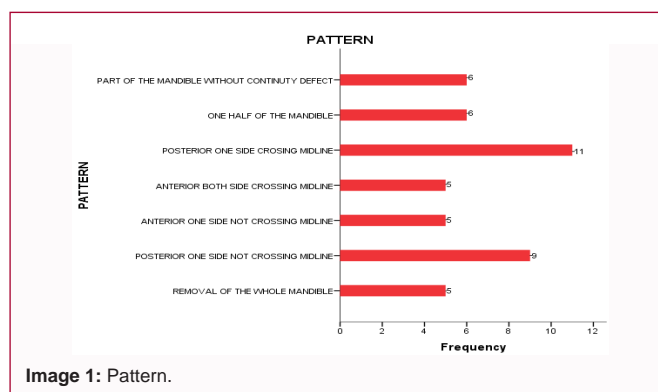 PATTERN
PART OF THE MANDIBLE WITHOUT CONTINUTY DEFECT
6
ONE HALF OF THE MANDIBLE
6
POSTERIOR ONE SIDE CROSING MIDLINE
11
ANTERIOR BOTH SIDE CROSSING MIDLINE
5
ANTERIOR ONE SIDE NOT CROSSING MIDLINE
5
POSTERIOR ONE SIDE NOT CROSSING MIDLINE
9
REMOVAL OF THE WHOLE MANDIBLE
5
PATTERN
0 2 4 6 8 10 12
Frequency
Image 1: Pattern.